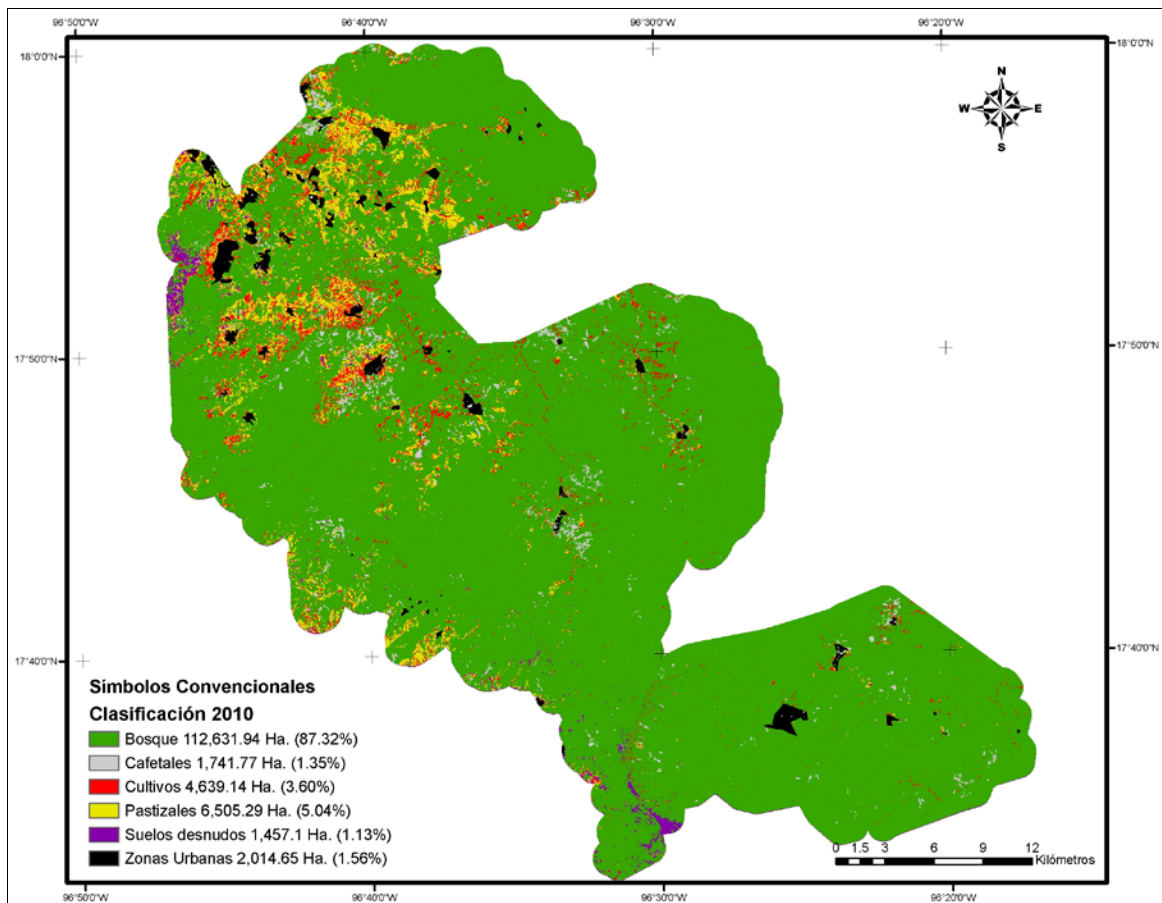 96°50'0"W 96°40'0"W 96°30'0"W 96°20'0"W
18°0'0"N 18°0'0"N
N
W E
S
17°50'0"N 17°50'0"N
17°40'0"N 17°40'0"N
Simbolos Convencionales
Clasificación 2010
Bosque 112,631.94 Ha. (87.32%)
Cafetales 1,741.77 Ha. (1.35%)
Cultivos 4,639.14 Ha. (3.60%)
Pastizales 6,505.29 Ha. (5.04%)
Suelos desnudos 1,457.1 Ha. (1.13%)
Zonas Urbanas 2,014.65 Ha. (1.56%)
0 1.5 3 6 9 12
Kilómetros
96°50'0"W 96°40'0"W 96°30'0"W 96°20'0"W